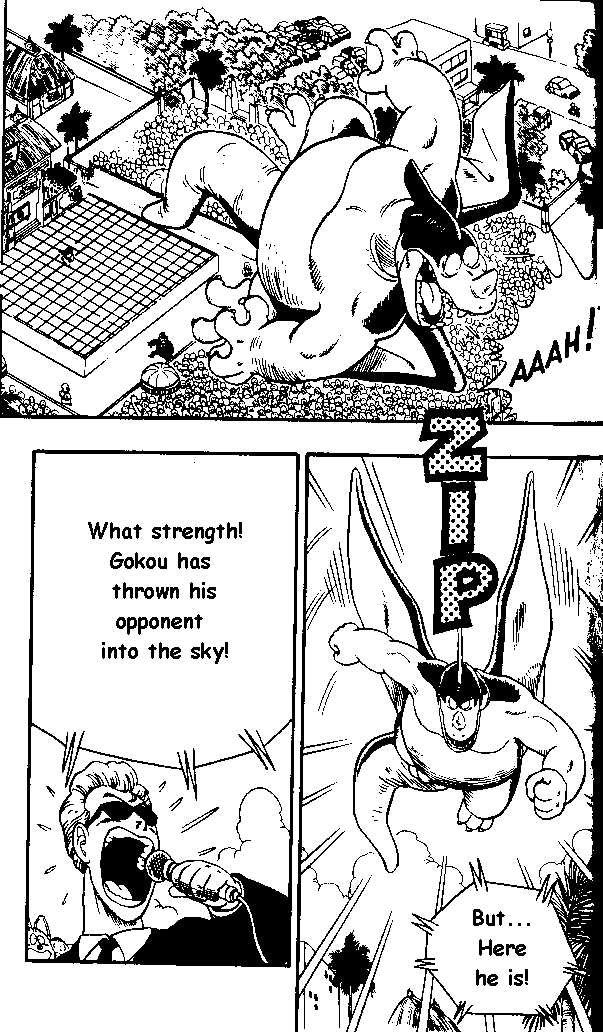 AAAH!
ZIP
What strength!
Gokou has
thrown his
opponent
into the sky!
But...
Here
he is!